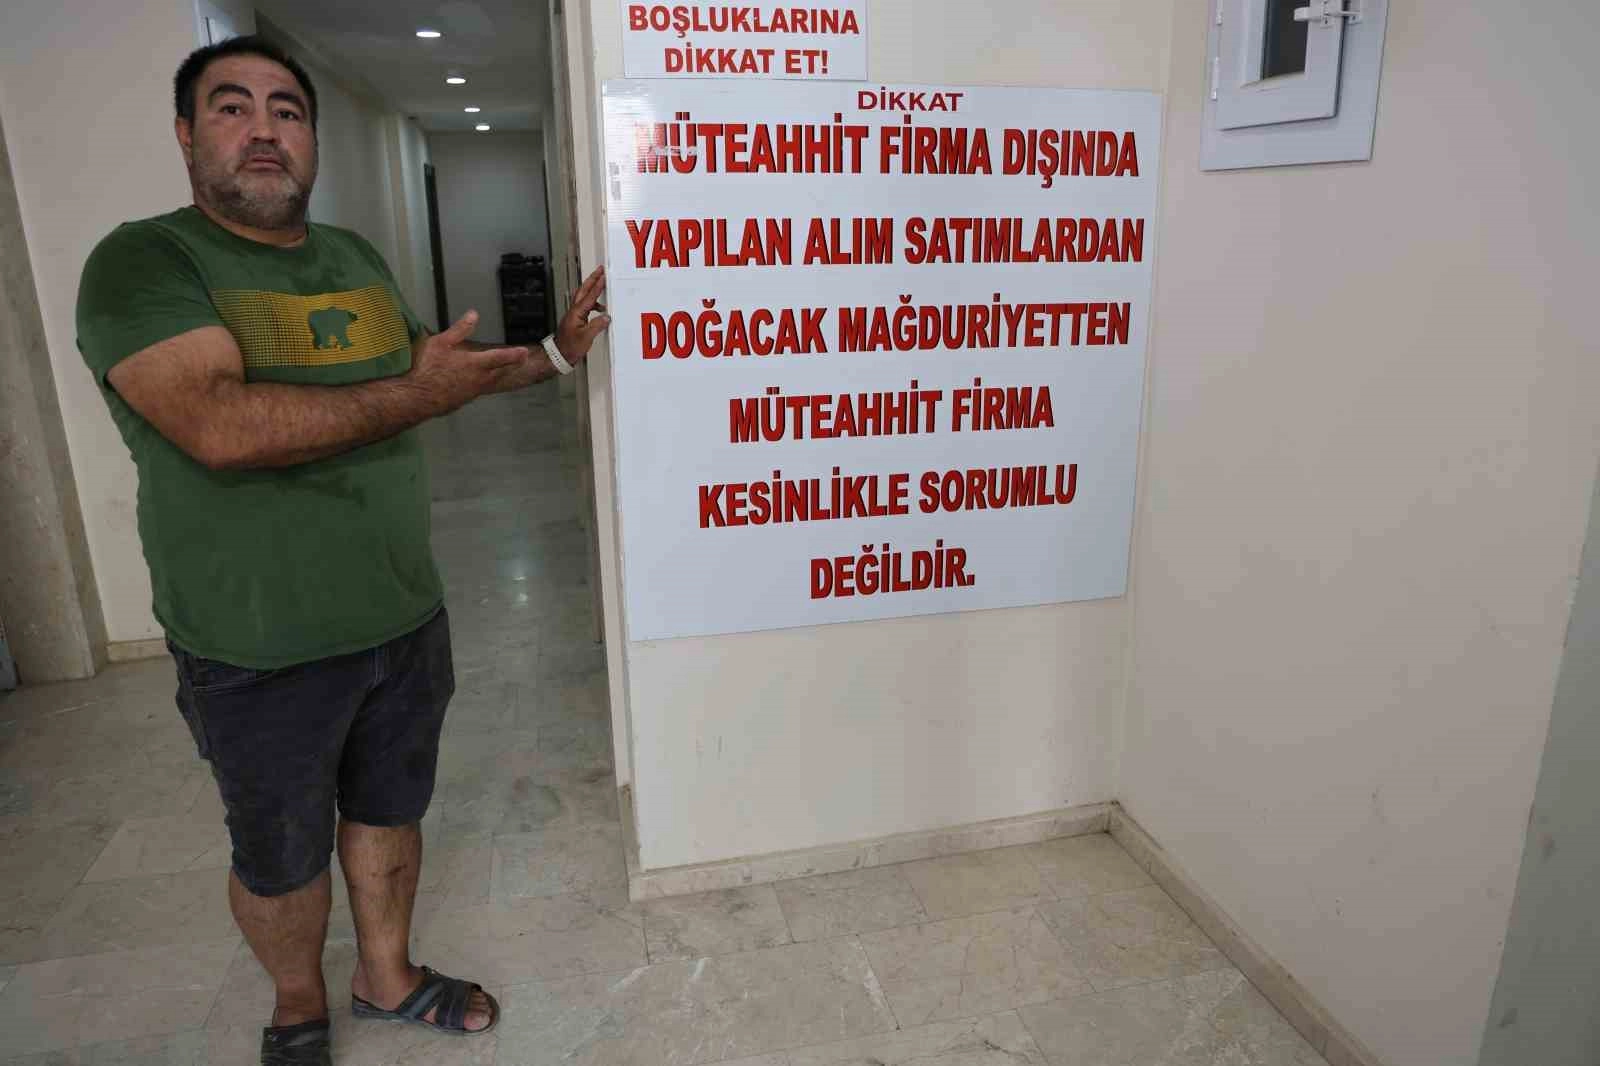 BOŞLUKLARINA
DİKKAT ET!
DİKKAT
MÜTEAHHİT FİRMA DIŞINDA
YAPILAN ALIM SATIMLARDAN
DOĞACAK MAĞDURİYETTEN
MÜTEAHHİT FİRMA
KESİNLİKLE SORUMLU
DEĞİLDİR.